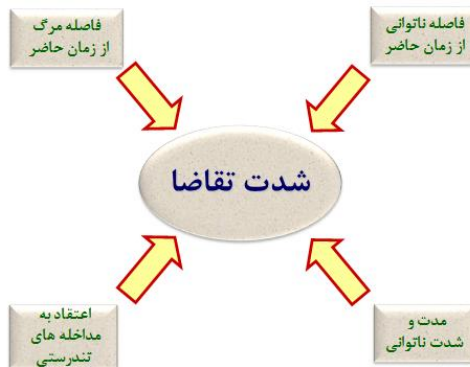 فاصله ناتوانی
از زمان حاضر
فاصله مرگ
از زمان حاضر
شدت تقاضا
مدت و
شدت ناتوانی
اعتقاد به
مداخله های
تندرستی